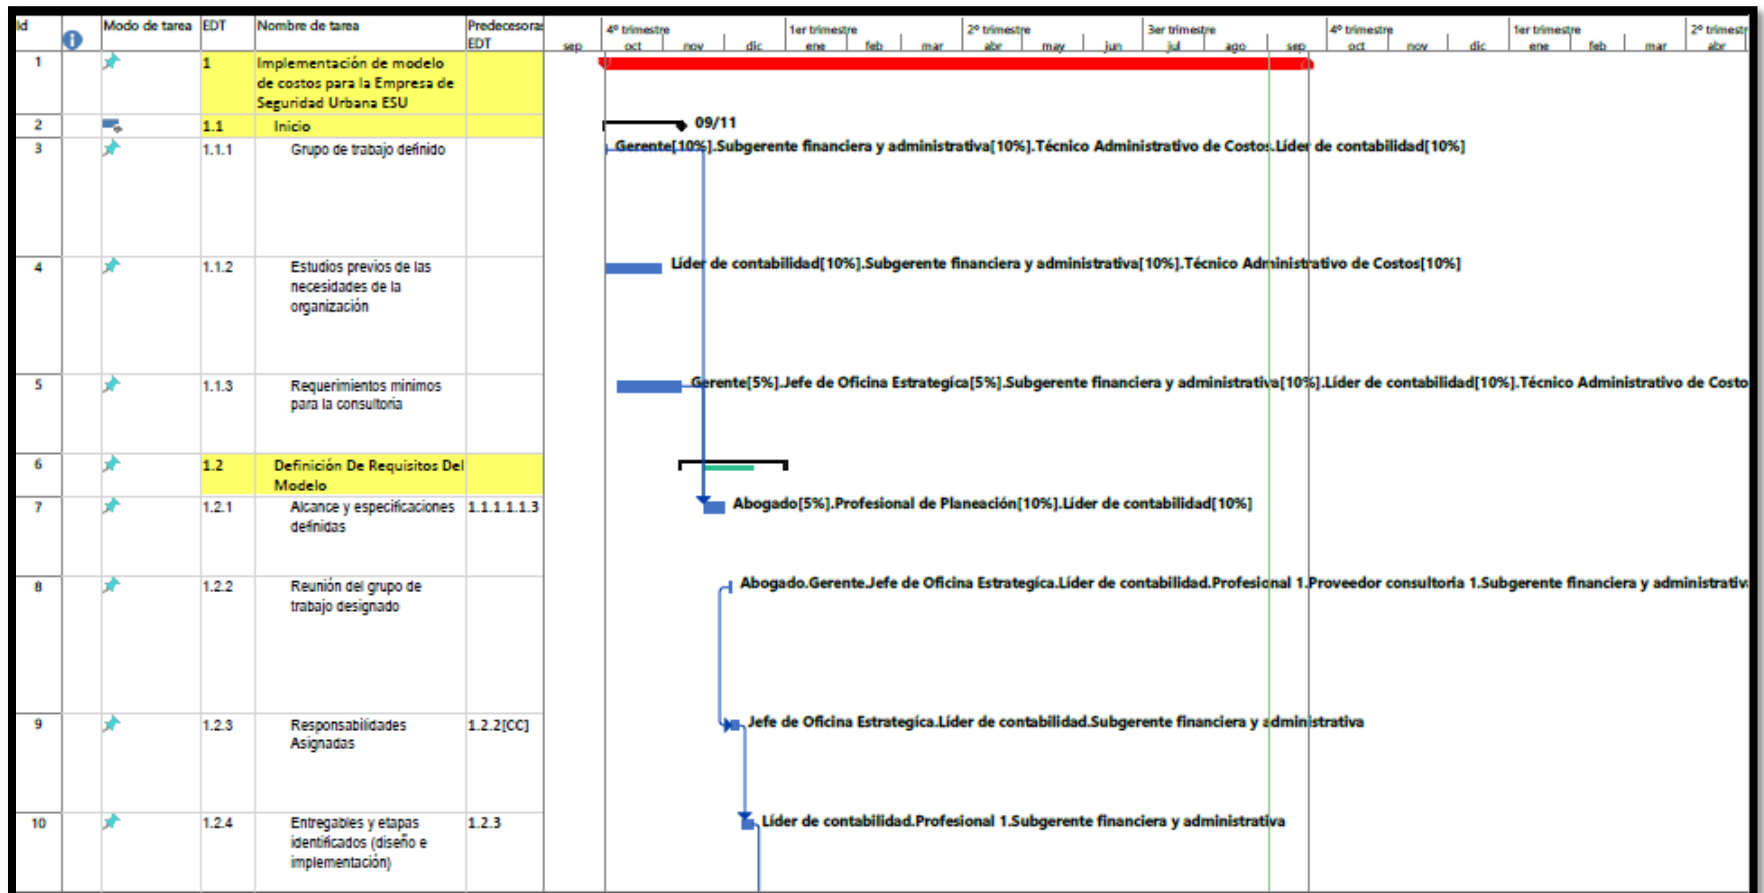 Id Modo de tarea EDT Nombre de tarea Predecesoras EDT
4º trimestre 1er trimestre 2º trimestre 3er trimestre 4º trimestre 1er trimestre 2º trimestr
sep oct nov dic ene feb mar abr may jun jul ago sep oct nov dic ene feb mar abr
1 1 Implementación de modelo
de costos para la Empresa de
Seguridad Urbana ESU
2 1.1 Inicio 09/11
3 1.1.1 Grupo de trabajo definido Gerente[10%].Subgerente financiera y administrativa[10%].Técnico Administrativo de Costos.Líder de contabilidad[10%]
4 1.1.2 Estudios previos de las Líder de contabilidad[10%].Subgerente financiera y administrativa[10%].Técnico Administrativo de Costos[10%]
necesidades de la
organización
5 1.1.3 Requerimientos minimos Gerente[5%].Jefe de Oficina Estrategíca[5%].Subgerente financiera y administrativa[10%].Líder de contabilidad[10%].Técnico Administrativo de Costo
para la consultoria
6 1.2 Definición De Requisitos Del
Modelo
7 1.2.1 Alcance y especificaciones 1.1.1.1.1.3 Abogado[5%].Profesional de Planeación[10%].Líder de contabilidad[10%]
definidas
8 1.2.2 Reunión del grupo de Abogado.Gerente.Jefe de Oficina Estrategíca.Líder de contabilidad.Profesional 1.Proveedor consultoria 1.Subgerente financiera y administrativ
trabajo designado
9 1.2.3 Responsabilidades 1.2.2[CC] Jefe de Oficina Estrategíca.Líder de contabilidad.Subgerente financiera y administrativa
Asignadas
10 1.2.4 Entregables y etapas 1.2.3 Líder de contabilidad.Profesional 1.Subgerente financiera y administrativa
identificados (diseño e
implementación)